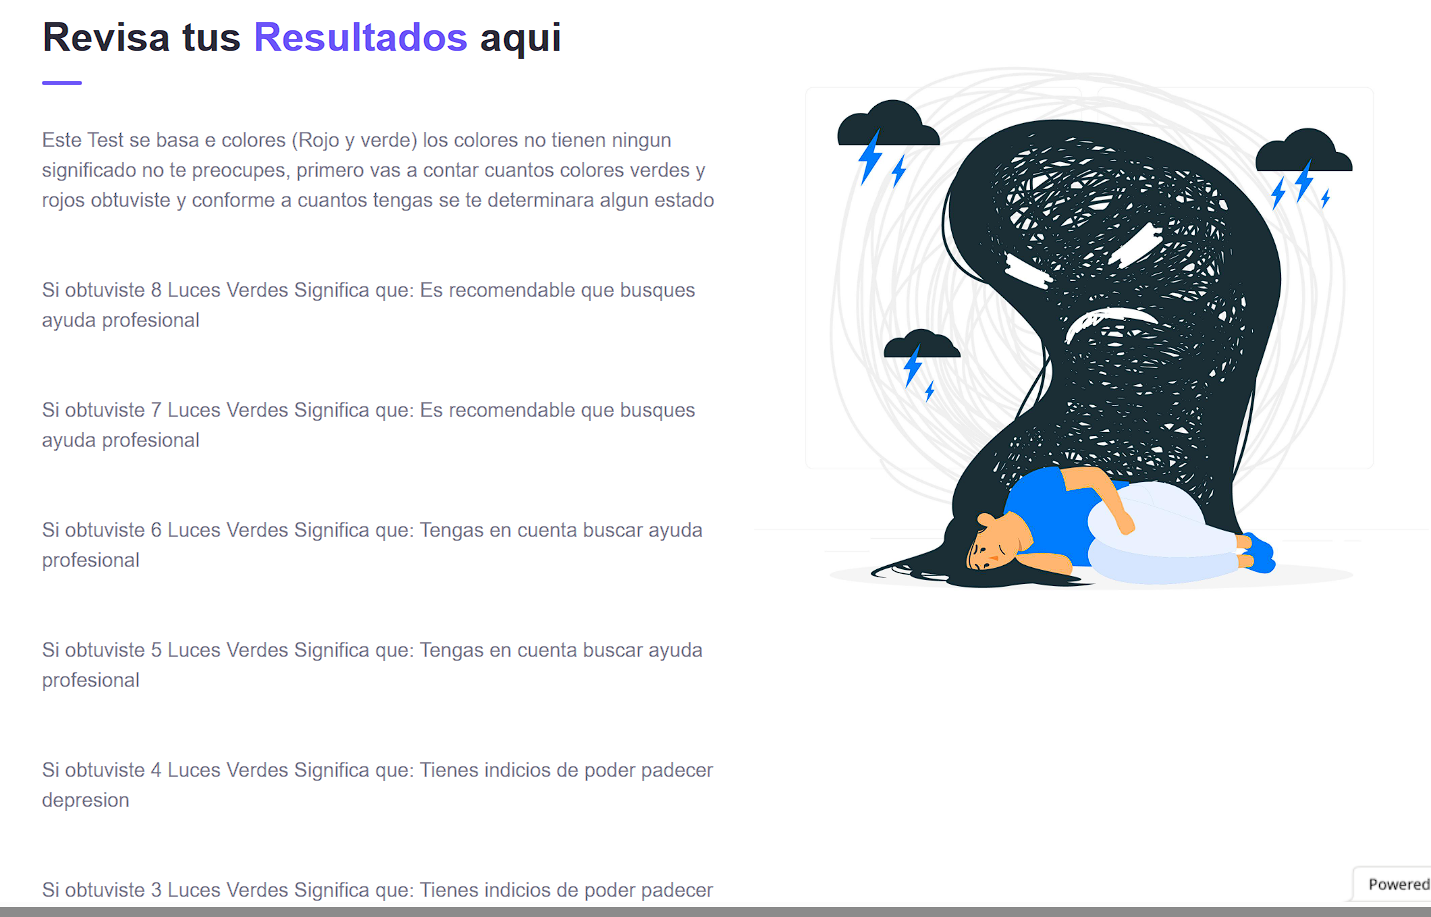 Revisa tus Resultados aqui
Este Test se basa e colores (Rojo y verde) los colores no tienen ningun
significado no te preocupes, primero vas a contar cuantos colores verdes y
rojos obtuviste y conforme a cuantos tengas se te determinara algun estado
Si obtuviste 8 Luces Verdes Significa que: Es recomendable que busques
ayuda profesional
Si obtuviste 7 Luces Verdes Significa que: Es recomendable que busques
ayuda profesional
Si obtuviste 6 Luces Verdes Significa que: Tengas en cuenta buscar ayuda
profesional
Si obtuviste 5 Luces Verdes Significa que: Tengas en cuenta buscar ayuda
profesional
Si obtuviste 4 Luces Verdes Significa que: Tienes indicios de poder padecer
depresion
Si obtuviste 3 Luces Verdes Significa que: Tienes indicios de poder padecer
Powered